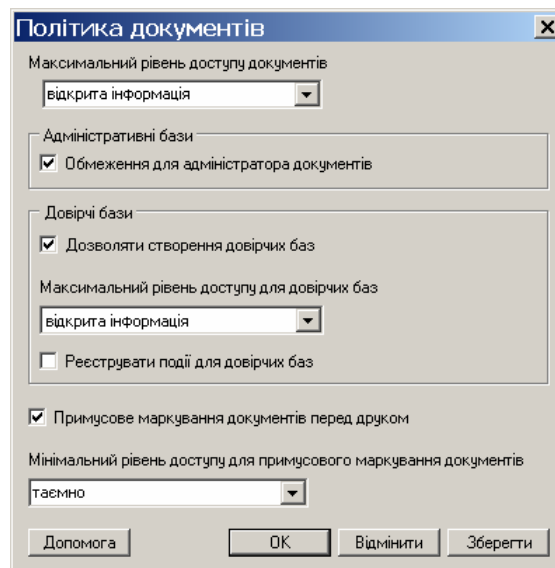 Політика документів
Максимальний рівень доступу документів
відкрита інформація
Адміністративні бази
Обмеження для адміністратора документів
Довірчі бази
Дозволяти створення довірчих баз
Максимальний рівень доступу для довірчих баз
відкрита інформація
Реєструвати події для довірчих баз
Примусове маркування документів перед друком
Мінімальний рівень доступу для примусового маркування документів
таємно
Допомога OK Відмінити Зберегти